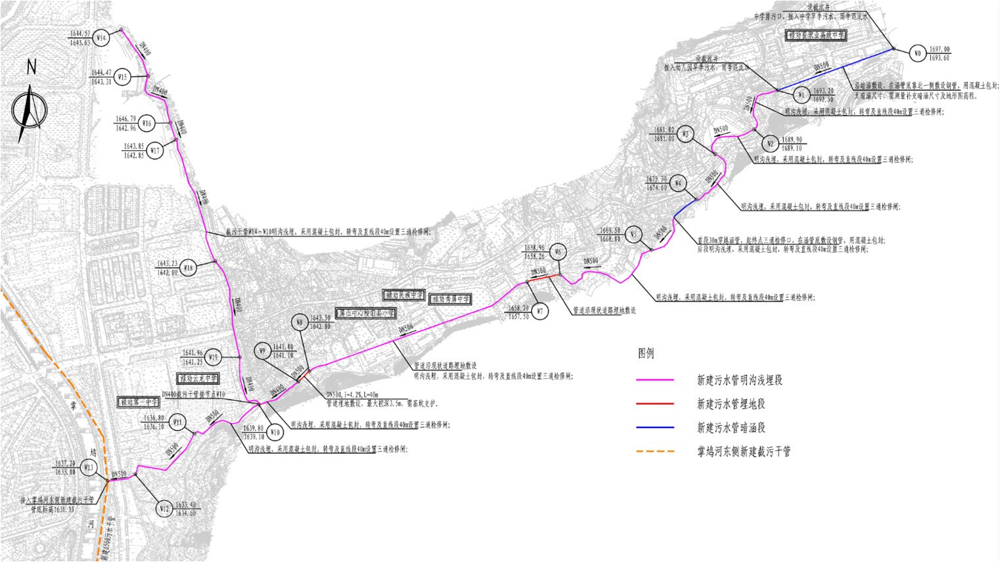 设截流井
中学排污口, 接入中学旱季污水, 雨季混流水
禄劝县职业高级中学
W0
1697.00
1693.60
设截流井
接入幼儿园旱季污水, 雨季混流水
DN500
沿暗涵敷设, 在涵管底靠北一侧敷设钢管, 用混凝土包封;
无暗涵尺寸, 需测量补充暗涵尺寸及地形图高程。
W1
1693.20
1692.50
DN500
明沟浅埋, 采用混凝土包封, 转弯及直线段40m设置三通检修闸;
W2
1689.90
1689.10
DN500
明沟浅埋, 采用混凝土包封, 转弯及直线段40m设置三通检修闸;
1681.80
1681.00
W3
DN500
1675.30
1674.60
W4
明沟浅埋, 采用混凝土包封, 转弯及直线段40m设置三通检修闸;
1669.50
1668.80
W5
DN500
首段30m穿越涵管, 起终点三通检修口, 在涵管底敷设钢管, 用混凝土包封;
后段明沟浅埋, 采用混凝土包封, 转弯及直线段40m设置三通检修闸;
1658.96
1658.26
W6
DN500
DN500
明沟浅埋, 采用混凝土包封, 转弯及直线段40m设置三通检修闸;
1658.20
1657.50
W7
管道沿现状道路埋地敷设
N
1644.57
1643.63
W14
DN400
1644.47
1643.31
W15
DN400
1646.79
1642.96
W16
DN400
1643.85
1642.85
W17
DN400
截污干管W14~W10明沟浅埋, 采用混凝土包封, 转弯及直线段40m设置三通检修闸;
1643.23
1642.00
W18
DN400
禄劝民族中学
禄劝秀屏中学
屏山中心校旧县小学
W8
1643.50
1642.80
DN500
W9
1641.80
1641.10
1641.96
1641.25
W19
管道沿现状道路埋地敷设
明沟浅埋, 采用混凝土包封, 转弯及直线段40m设置三通检修闸;
DN500
DN400
DN400
禄劝云龙中学
DN400截污干管接节点W10
禄劝第一中学
DN500, i=4.2%, L=40m
管道埋地敷设, 最大挖深3.5m, 需基坑支护。
1636.80
1636.10
W11
DN500
1639.80
1639.10
W10
明沟浅埋, 采用混凝土包封, 转弯及直线段40m设置三通检修闸;
明沟浅埋, 采用混凝土包封, 转弯及直线段40m设置三通检修闸;
DN500
1637.20
1633.80
W13
DN500
接入掌鸠河东侧新建截污干管
管底标高1631.33
W12
1633.40
1634.60
掌
鸠
河
新建d500污水干管
图例
新建污水管明沟浅埋段
新建污水管埋地段
新建污水管暗涵段
掌鸠河东侧新建截污干管